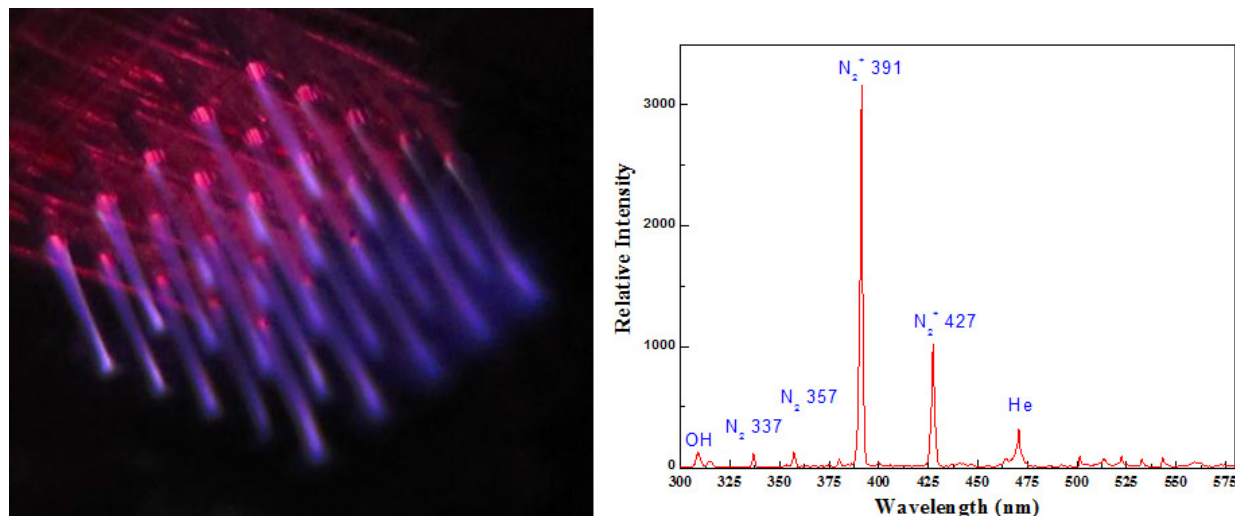 N₂⁺ 391
N₂⁺ 427
N₂ 357
He
OH
N₂ 337
Relative Intensity
3000
2000
1000
0
300 325 350 375 400 425 450 475 500 525 550 575
Wavelength (nm)